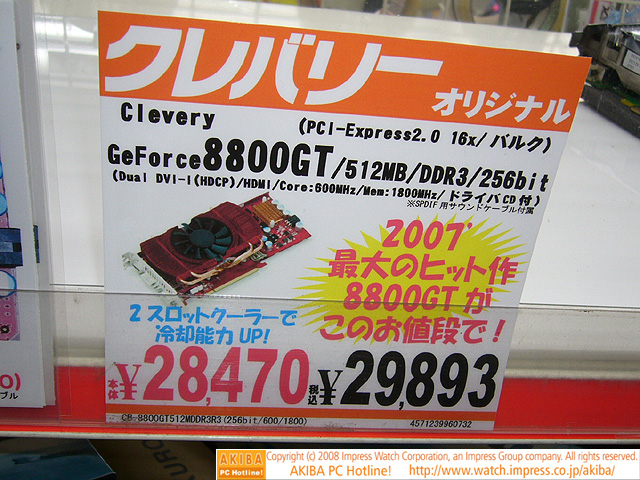 クレバリー
オリジナル
Clevery
(PCI-Express2.0 16x/バルク)
GeForce8800GT/512MB/DDR3/256bit
(Dual DVI-I(HDCP)/HDMI/Core:600MHz/Mem:1800MHz/ドライバCD付)
※SPDIF用サウンドケーブル付属
2007'
最大のヒット作
8800GTが
このお値段で!
2スロットクーラーで
冷却能力UP!
本体¥28,470 税込¥29,893
CB-8800GT512MDDR3R3(256bit/600/1800) 4571239960732
AKIBA
PC Hotline!
Copyright (c) 2008 Impress Watch Corporation, an Impress Group company. All rights reserved.
AKIBA PC Hotline! http://www.watch.impress.co.jp/akiba/